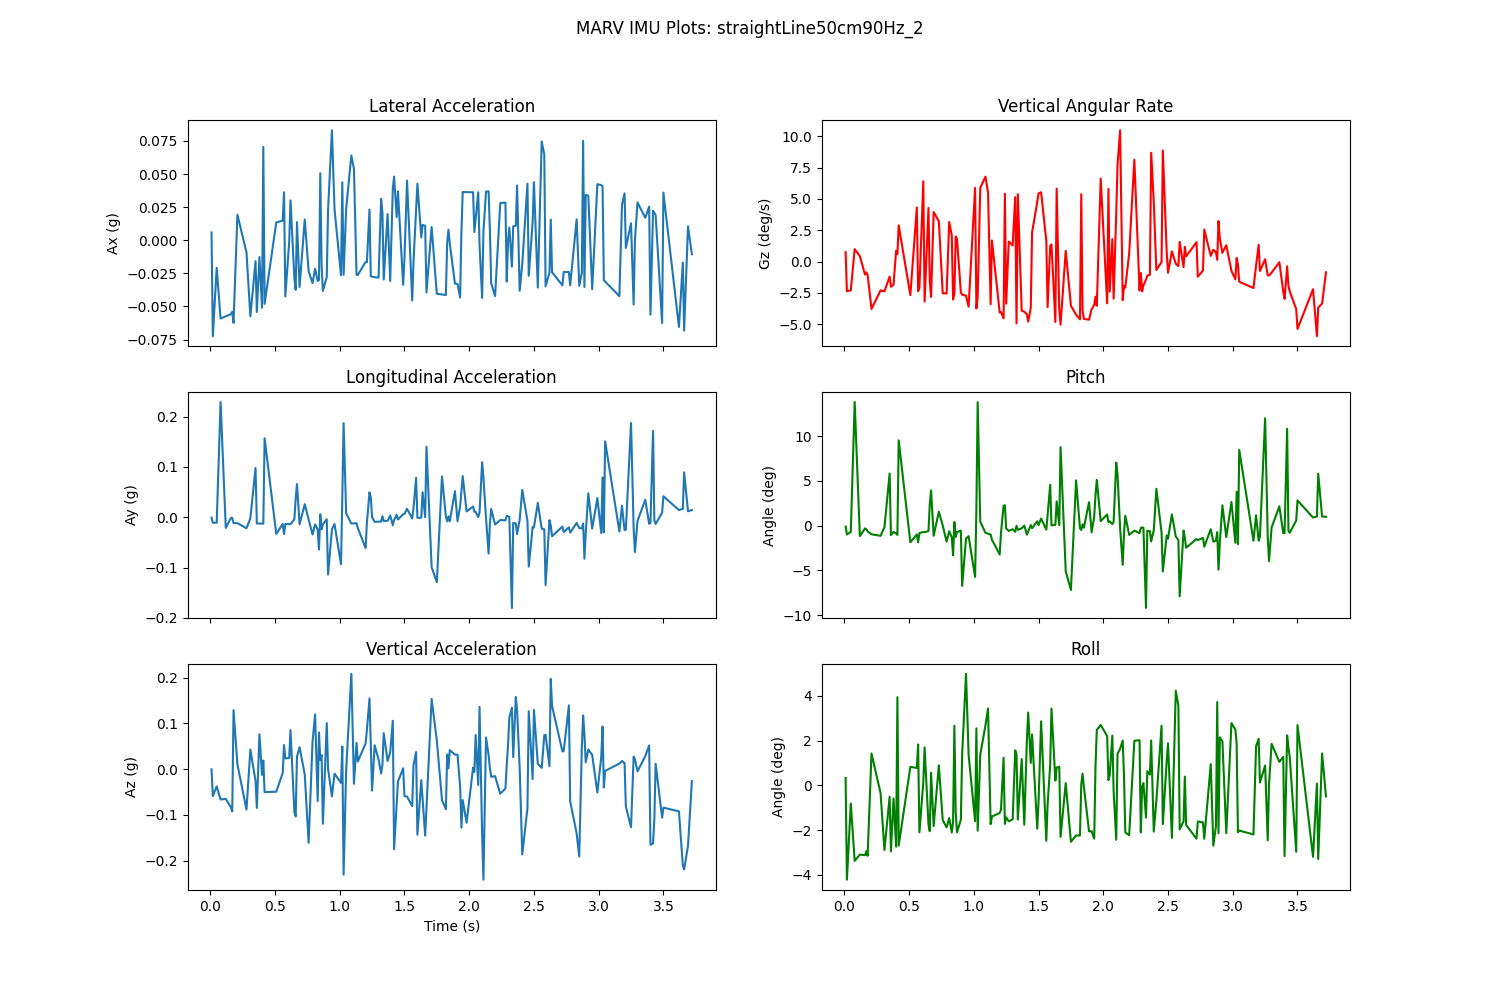 MARV IMU Plots: straightLine50cm90Hz_2
Lateral Acceleration
Ax (g)
0.075
0.050
0.025
0.000
−0.025
−0.050
−0.075
Vertical Angular Rate
Gz (deg/s)
10.0
7.5
5.0
2.5
0.0
−2.5
−5.0
Longitudinal Acceleration
Ay (g)
0.2
0.1
0.0
−0.1
−0.2
Pitch
Angle (deg)
10
5
0
−5
−10
Vertical Acceleration
Az (g)
0.2
0.1
0.0
−0.1
−0.2
0.0 0.5 1.0 1.5 2.0 2.5 3.0 3.5
Time (s)
Roll
Angle (deg)
4
2
0
−2
−4
0.0 0.5 1.0 1.5 2.0 2.5 3.0 3.5